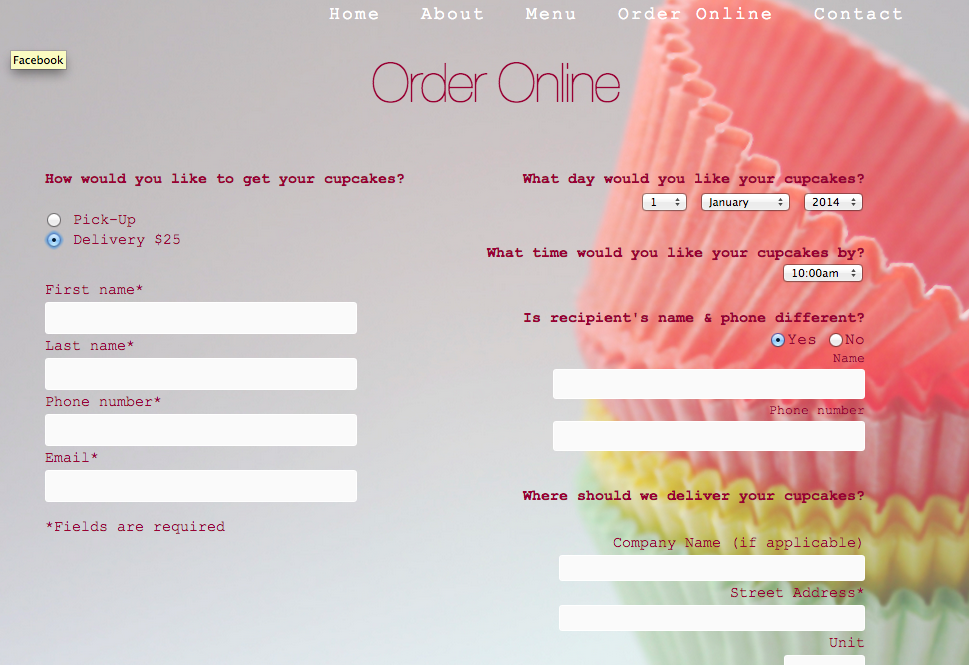 Home About Menu Order Online Contact
Facebook
Order Online
How would you like to get your cupcakes?
Pick-Up
Delivery $25
First name*
Last name*
Phone number*
Email*
*Fields are required
What day would you like your cupcakes?
1 January 2014
What time would you like your cupcakes by?
10:00am
Is recipient's name & phone different?
Yes No
Name
Phone number
Where should we deliver your cupcakes?
Company Name (if applicable)
Street Address*
Unit